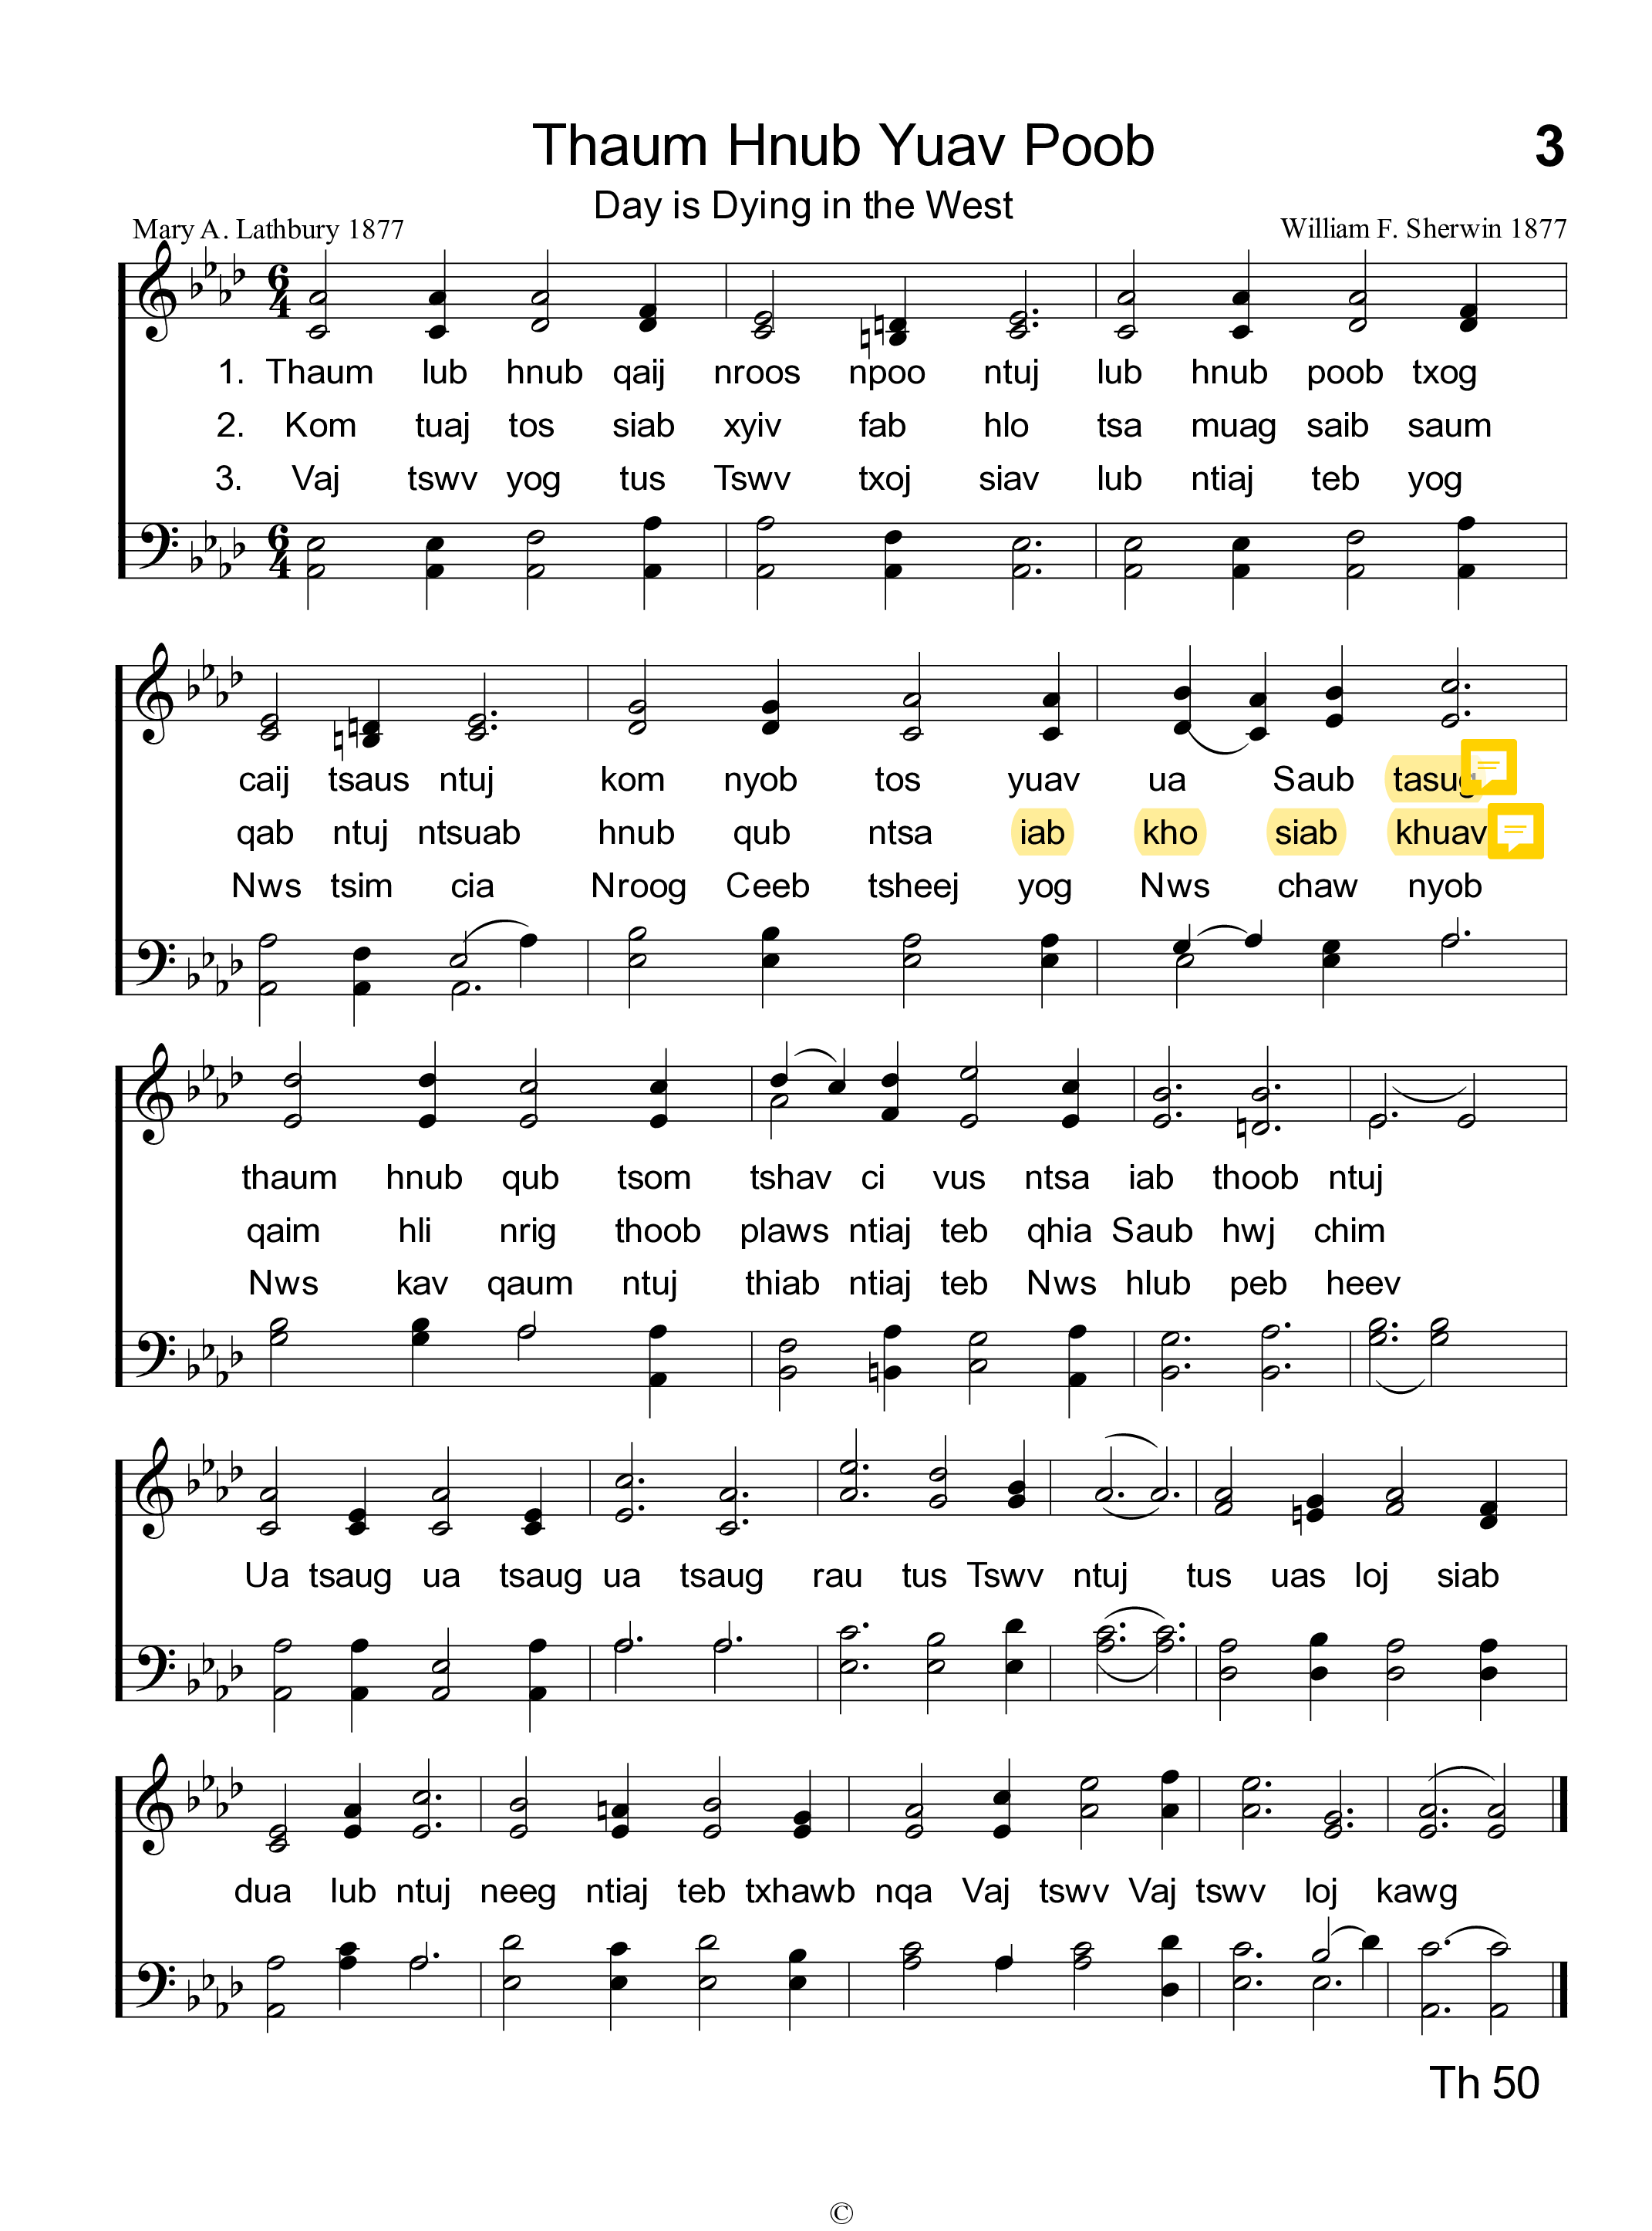 Thaum Hnub Yuav Poob
3
Day is Dying in the West
Mary A. Lathbury 1877
William F. Sherwin 1877
1. Thaum lub hnub qaij nroos npoo ntuj lub hnub poob txog
2. Kom tuaj tos siab xyiv fab hlo tsa muag saib saum
3. Vaj tswv yog tus Tswv txoj siav lub ntiaj teb yog
caij tsaus ntuj kom nyob tos yuav ua Saub tasug
qab ntuj ntsuab hnub qub ntsa iab kho siab khuav
Nws tsim cia Nroog Ceeb tsheej yog Nws chaw nyob
thaum hnub qub tsom tshav ci vus ntsa iab thoob ntuj
qaim hli nrig thoob plaws ntiaj teb qhia Saub hwj chim
Nws kav qaum ntuj thiab ntiaj teb Nws hlub peb heev
Ua tsaug ua tsaug ua tsaug rau tus Tswv ntuj tus uas loj siab
dua lub ntuj neeg ntiaj teb txhawb nqa Vaj tswv Vaj tswv loj kawg
Th 50
©